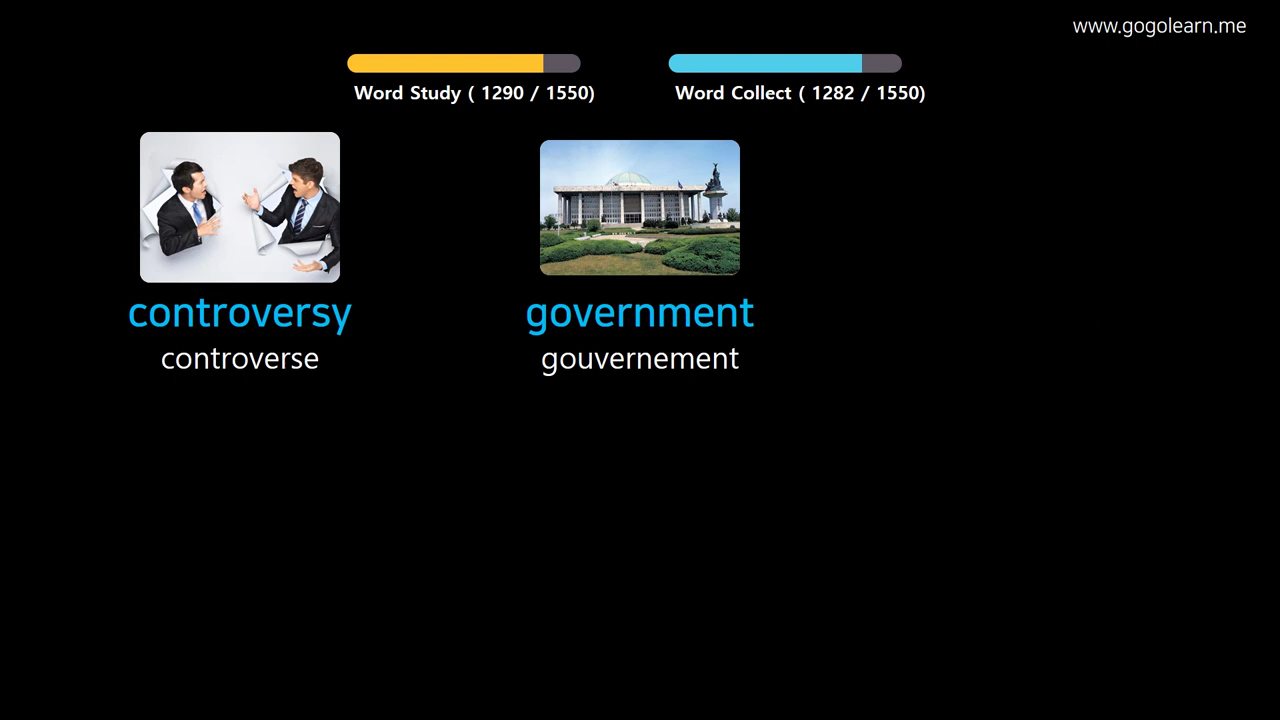 www.gogolearn.me
Word Study ( 1290 / 1550)
Word Collect ( 1282 / 1550)
controversy
controverse
government
gouvernement